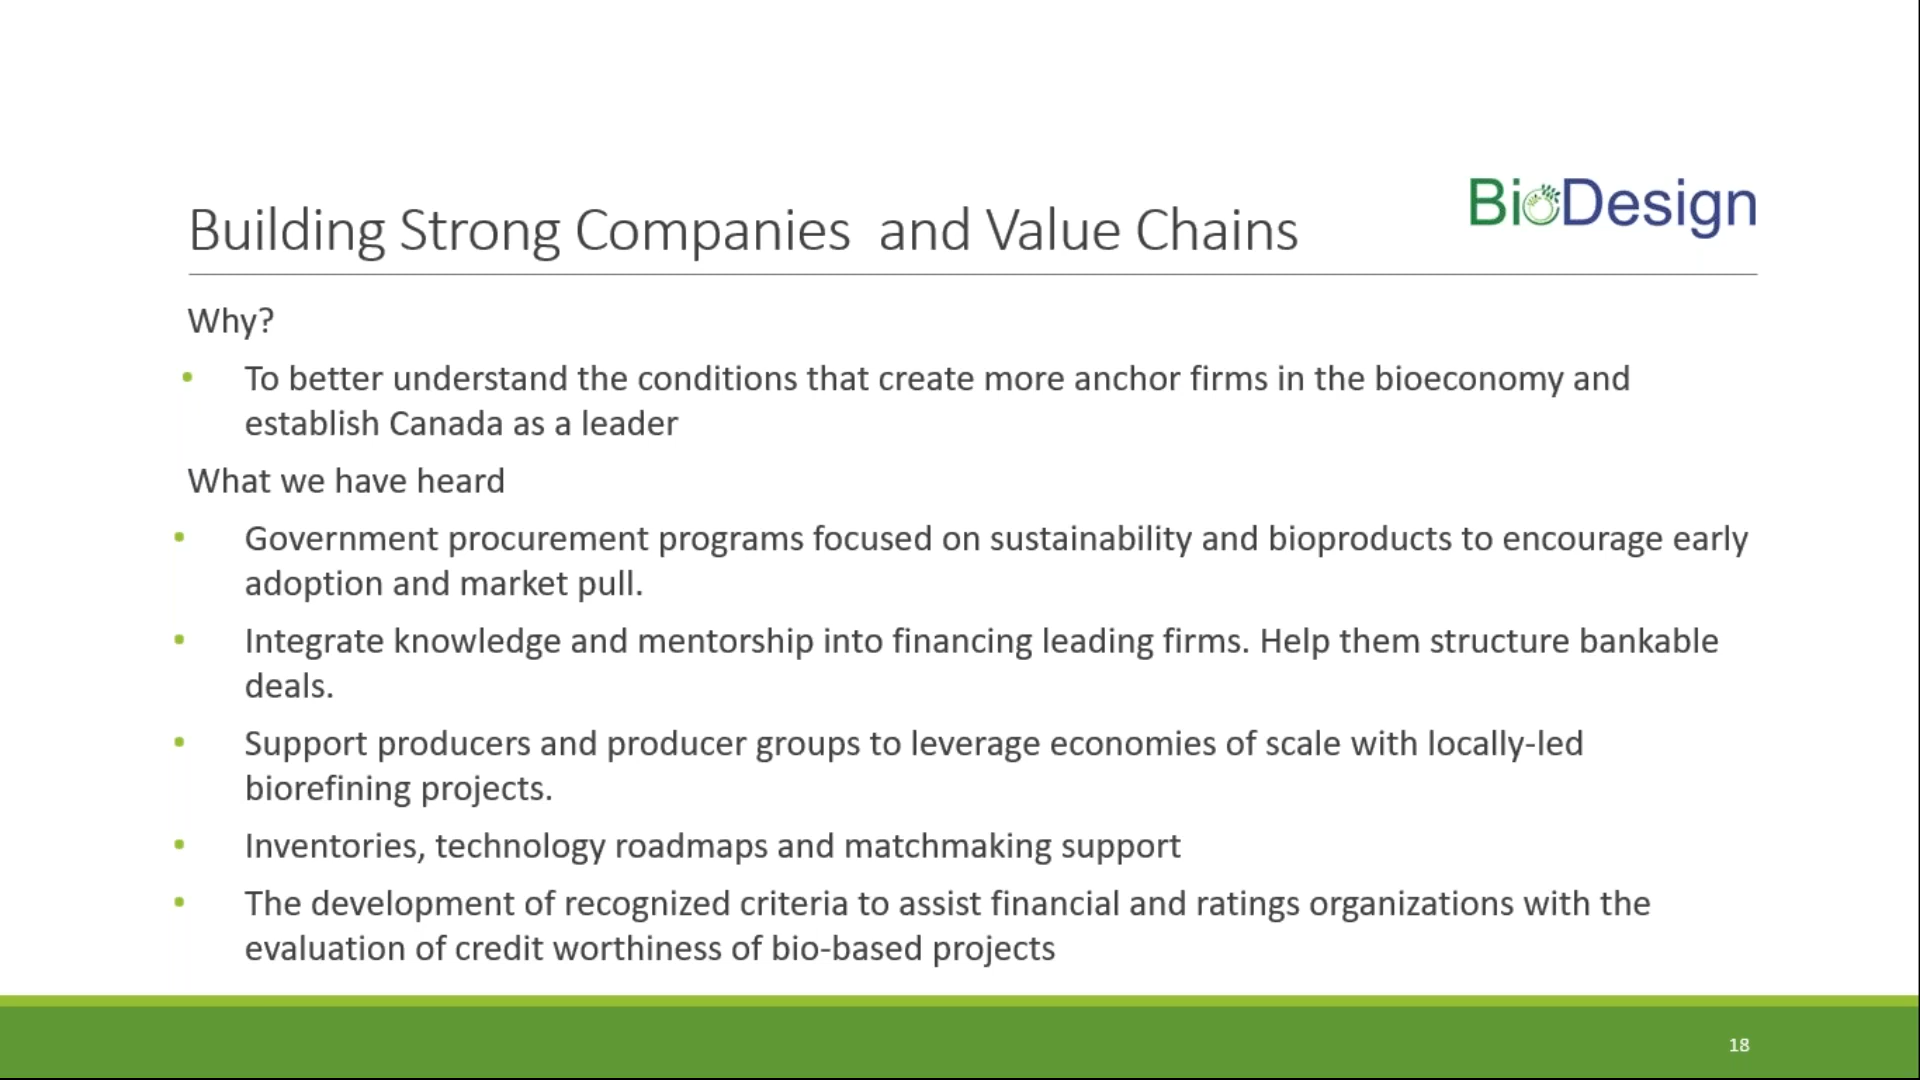 BioDesign
Building Strong Companies  and Value Chains
Why?
• To better understand the conditions that create more anchor firms in the bioeconomy and
establish Canada as a leader
What we have heard
• Government procurement programs focused on sustainability and bioproducts to encourage early
adoption and market pull.
• Integrate knowledge and mentorship into financing leading firms. Help them structure bankable
deals.
• Support producers and producer groups to leverage economies of scale with locally-led
biorefining projects.
• Inventories, technology roadmaps and matchmaking support
• The development of recognized criteria to assist financial and ratings organizations with the
evaluation of credit worthiness of bio-based projects
18